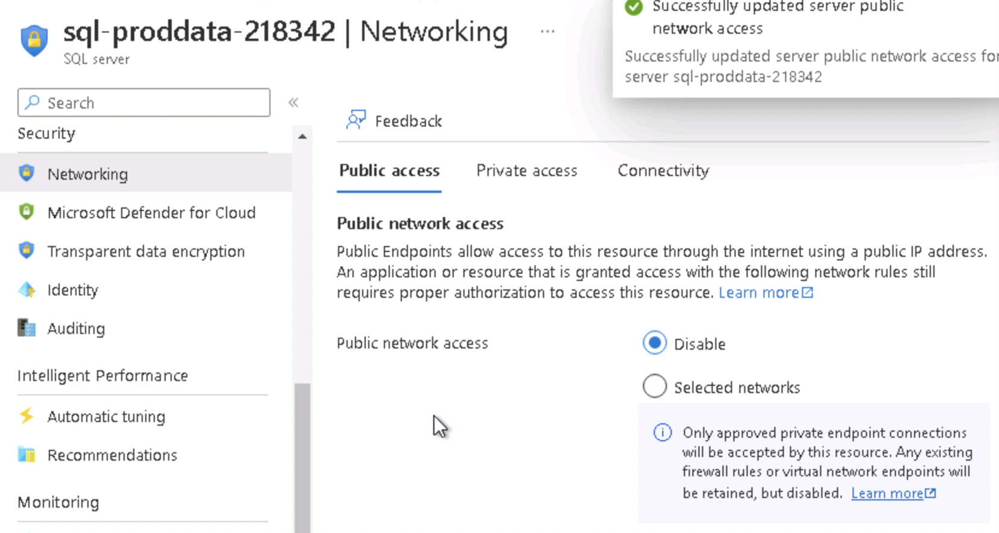 sql-proddata-218342 | Networking ...
SQL server
Successfully updated server public
network access
Successfully updated server public network access for
server sql-proddata-218342
Search
Security
Networking
Microsoft Defender for Cloud
Transparent data encryption
Identity
Auditing
Intelligent Performance
Automatic tuning
Recommendations
Monitoring
Feedback
Public access Private access Connectivity
Public network access
Public Endpoints allow access to this resource through the internet using a public IP address.
An application or resource that is granted access with the following network rules still
requires proper authorization to access this resource. Learn more
Public network access
Disable
Selected networks
Only approved private endpoint connections
will be accepted by this resource. Any existing
firewall rules or virtual network endpoints will
be retained, but disabled. Learn more